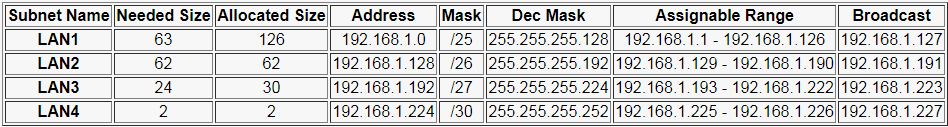 Subnet Name Needed Size Allocated Size Address Mask Dec Mask Assignable Range Broadcast
LAN1 63 126 192.168.1.0 /25 255.255.255.128 192.168.1.1 - 192.168.1.126 192.168.1.127
LAN2 62 62 192.168.1.128 /26 255.255.255.192 192.168.1.129 - 192.168.1.190 192.168.1.191
LAN3 24 30 192.168.1.192 /27 255.255.255.224 192.168.1.193 - 192.168.1.222 192.168.1.223
LAN4 2 2 192.168.1.224 /30 255.255.255.252 192.168.1.225 - 192.168.1.226 192.168.1.227